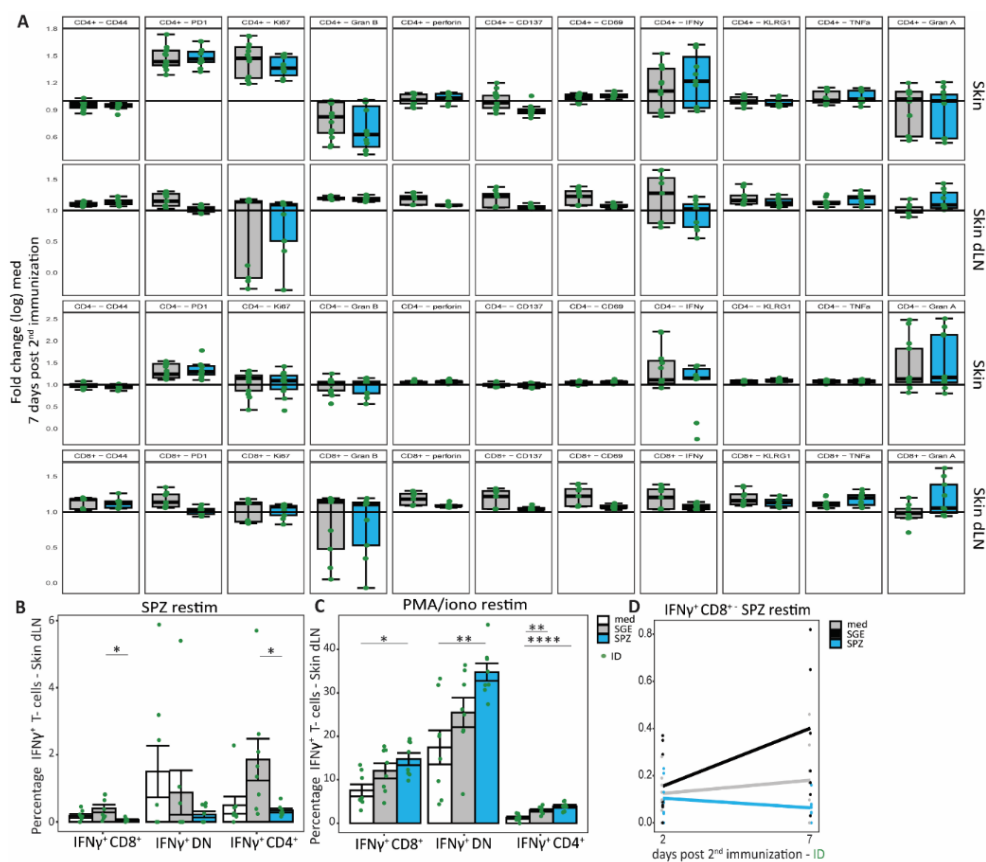 A
CD4+ − CD44 CD4+ − PD1 CD4+ − Ki67 CD4+ − Gran B CD4+ − perforin CD4+ − CD137 CD4+ − CD69 CD4+ − IFNy CD4+ − KLRG1 CD4+ − TNFa CD4+ − Gran A
1.8
1.5
1.2
0.9
0.6
Skin
1.5
1.0
0.5
0.0
Skin dLN
CD4− − CD44 CD4− − PD1 CD4− − Ki67 CD4− − Gran B CD4− − perforin CD4− − CD137 CD4− − CD69 CD4− − IFNy CD4− − KLRG1 CD4− − TNFa CD4− − Gran A
2.5
2.0
1.5
1.0
0.5
0.0
Skin
CD8+ − CD44 CD8+ − PD1 CD8+ − Ki67 CD8+ − Gran B CD8+ − perforin CD8+ − CD137 CD8+ − CD69 CD8+ − IFNy CD8+ − KLRG1 CD8+ − TNFa CD8+ − Gran A
1.5
1.0
0.5
0.0
Skin dLN
Fold change (log) med
7 days post 2nd immunization
B
SPZ restim
Percentage IFNγ+ T- cells - Skin dLN
6
4
2
0
*
*
IFNγ+ CD8+ IFNγ+ DN IFNγ+ CD4+
C
PMA/iono restim
Percentage IFNγ+ T- cells - Skin dLN
40
30
20
10
0
*
**
**
****
IFNγ+ CD8+ IFNγ+ DN IFNγ+ CD4+
med
SGE
SPZ
ID
D
IFNγ+ CD8+ - SPZ restim
0.8
0.6
0.4
0.2
0.0
2 7
days post 2nd immunization - ID
med
SGE
SPZ